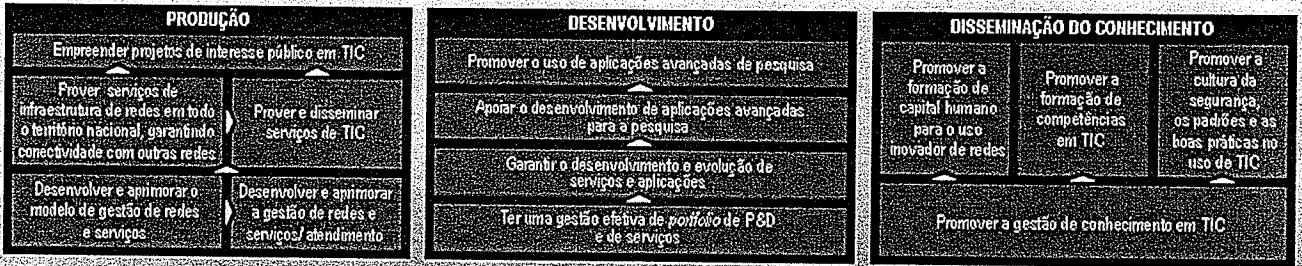 PRODUÇÃO
Empreender projetos de interesse público em TIC
Prover serviços de
infraestrutura de redes em todo
o território nacional, garantindo
conectividade com outras redes
Prover e disseminar
serviços de TIC
Desenvolver e aprimorar o
modelo de gestão de redes
e serviços
Desenvolver e aprimorar
a gestão de redes e
serviços/atendimento
DESENVOLVIMENTO
Promover o uso de aplicações avançadas de pesquisa
Apoiar o desenvolvimento de aplicações avançadas
para a pesquisa
Garantir o desenvolvimento e evolução de
serviços e aplicações
Ter uma gestão efetiva de portfolio de P&D
e de serviços
DISSEMINAÇÃO DO CONHECIMENTO
Promover a
formação de
capital humano
para o uso
inovador de redes
Promover a
formação de
competências
em TIC
Promover a
cultura da
segurança,
os padrões e as
boas práticas no
uso de TIC
Promover a gestão de conhecimento em TIC